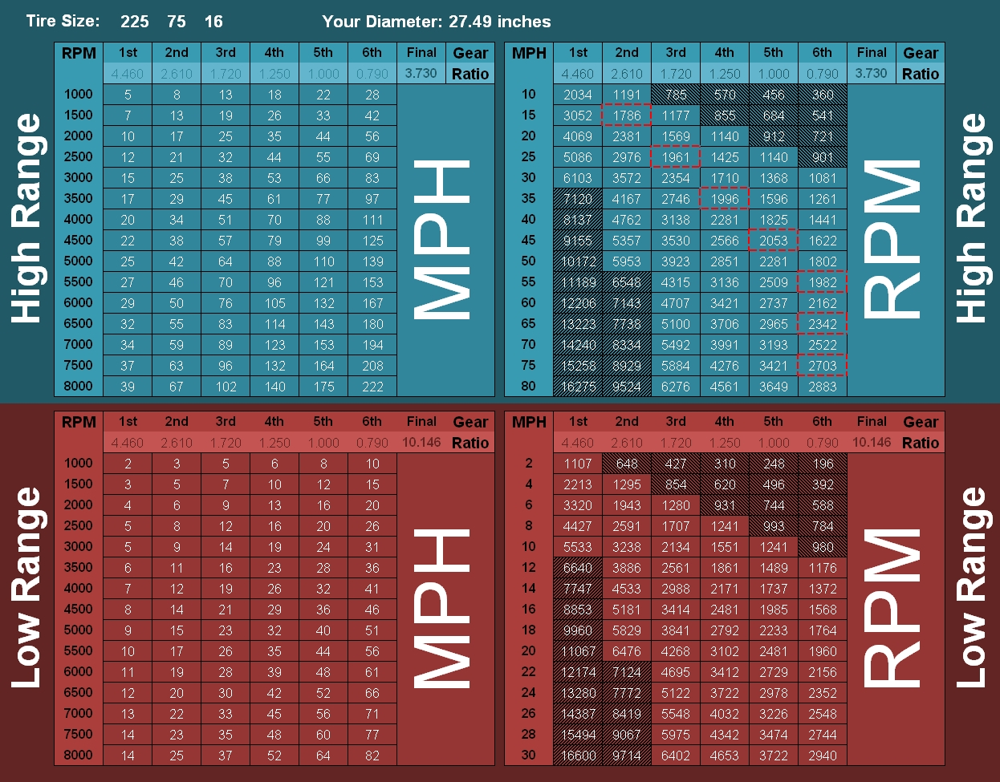 Tire Size: 225 75 16 Your Diameter: 27.49 inches
High Range
RPM 1st 2nd 3rd 4th 5th 6th Final Gear
4.460 2.610 1.720 1.250 1.000 0.790 3.730 Ratio
1000 5 8 13 18 22 28
1500 7 13 19 26 33 42
2000 10 17 25 35 44 56
2500 12 21 32 44 55 69
3000 15 25 38 53 66 83
3500 17 29 45 61 77 97
4000 20 34 51 70 88 111
4500 22 38 57 79 99 125
5000 25 42 64 88 110 139
5500 27 46 70 96 121 153
6000 29 50 76 105 132 167
6500 32 55 83 114 143 180
7000 34 59 89 123 153 194
7500 37 63 96 132 164 208
8000 39 67 102 140 175 222
MPH
MPH 1st 2nd 3rd 4th 5th 6th Final Gear
4.460 2.610 1.720 1.250 1.000 0.790 3.730 Ratio
10 2034 1191 785 570 456 360
15 3052 1786 1177 855 684 541
20 4069 2381 1569 1140 912 721
25 5086 2976 1961 1425 1140 901
30 6103 3572 2354 1710 1368 1081
35 7120 4167 2746 1996 1596 1261
40 8137 4762 3138 2281 1825 1441
45 9155 5357 3530 2566 2053 1622
50 10172 5953 3923 2851 2281 1802
55 11189 6548 4315 3136 2509 1982
60 12206 7143 4707 3421 2737 2162
65 13223 7738 5100 3706 2965 2342
70 14240 8334 5492 3991 3193 2522
75 15258 8929 5884 4276 3421 2703
80 16275 9524 6276 4561 3649 2883
RPM
High Range
Low Range
RPM 1st 2nd 3rd 4th 5th 6th Final Gear
4.460 2.610 1.720 1.250 1.000 0.790 10.146 Ratio
1000 2 3 5 6 8 10
1500 3 5 7 10 12 15
2000 4 6 9 13 16 20
2500 5 8 12 16 20 26
3000 5 9 14 19 24 31
3500 6 11 16 23 28 36
4000 7 12 19 26 32 41
4500 8 14 21 29 36 46
5000 9 15 23 32 40 51
5500 10 17 26 35 44 56
6000 11 19 28 39 48 61
6500 12 20 30 42 52 66
7000 13 22 33 45 56 71
7500 14 23 35 48 60 77
8000 14 25 37 52 64 82
MPH
MPH 1st 2nd 3rd 4th 5th 6th Final Gear
4.460 2.610 1.720 1.250 1.000 0.790 10.146 Ratio
2 1107 648 427 310 248 196
4 2213 1295 854 620 496 392
6 3320 1943 1280 931 744 588
8 4427 2591 1707 1241 993 784
10 5533 3238 2134 1551 1241 980
12 6640 3886 2561 1861 1489 1176
14 7747 4533 2988 2171 1737 1372
16 8853 5181 3414 2481 1985 1568
18 9960 5829 3841 2792 2233 1764
20 11067 6476 4268 3102 2481 1960
22 12174 7124 4695 3412 2729 2156
24 13280 7772 5122 3722 2978 2352
26 14387 8419 5548 4032 3226 2548
28 15494 9067 5975 4342 3474 2744
30 16600 9714 6402 4653 3722 2940
RPM
Low Range